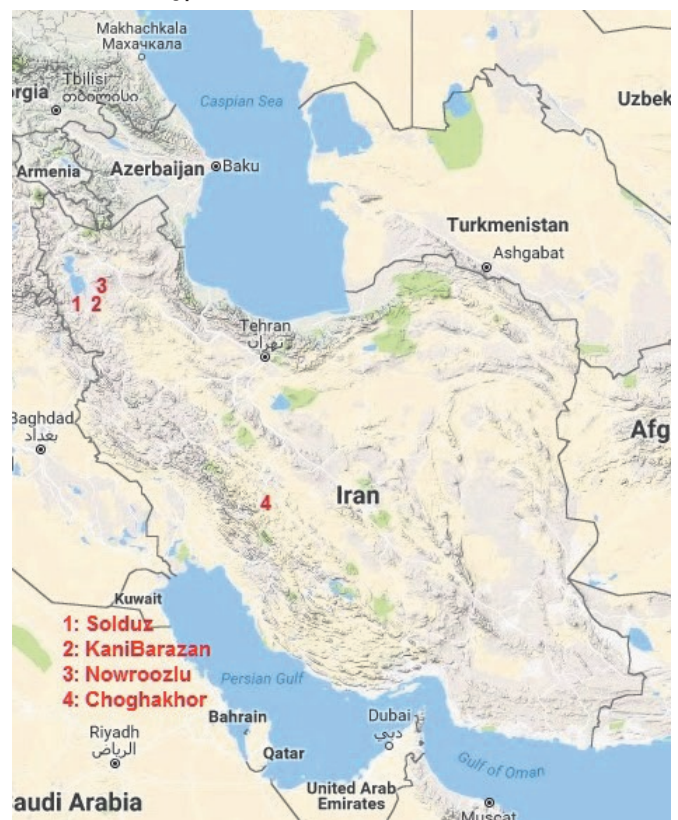 Makhachkala
Махачкала
Tbilisi
თბილისი
rgia
Caspian Sea
Uzbek
Armenia
Azerbaijan
Baku
Turkmenistan
Ashgabat
3
1 2
Tehran
تهران
Baghdad
بغداد
Afg
4
Iran
Kuwait
1: Solduz
2: KaniBarazan
3: Nowroozlu
4: Choghakhor
Persian Gulf
Bahrain
Dubai
دبي
Riyadh
الرياض
Qatar
Gulf of Oman
United Arab
Emirates
audi Arabia
Muscat